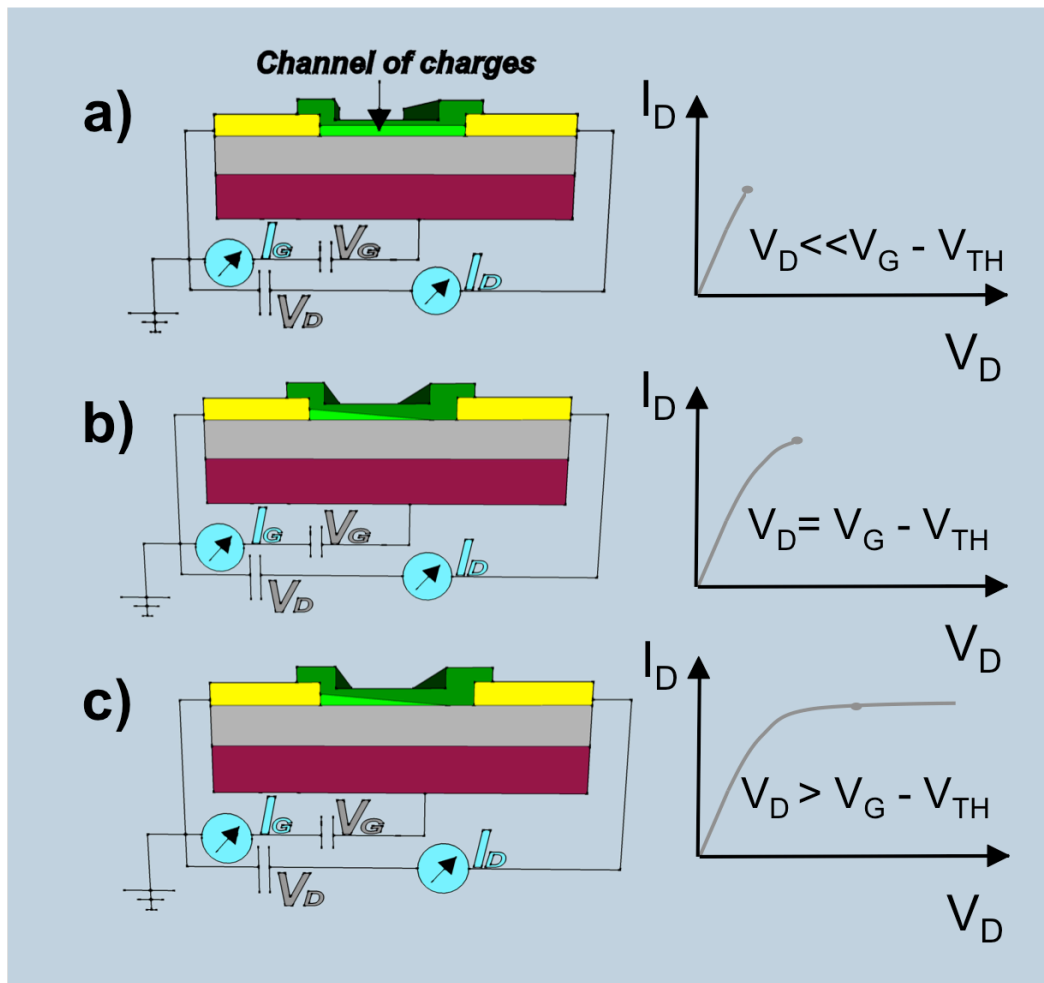 Channel of charges
a)
I_D
V_D<<V_G - V_TH
I_G
V_G
I_D
V_D
V_D
b)
I_D
V_D= V_G - V_TH
I_G
V_G
I_D
V_D
V_D
c)
I_D
V_D > V_G - V_TH
I_G
V_G
I_D
V_D
V_D